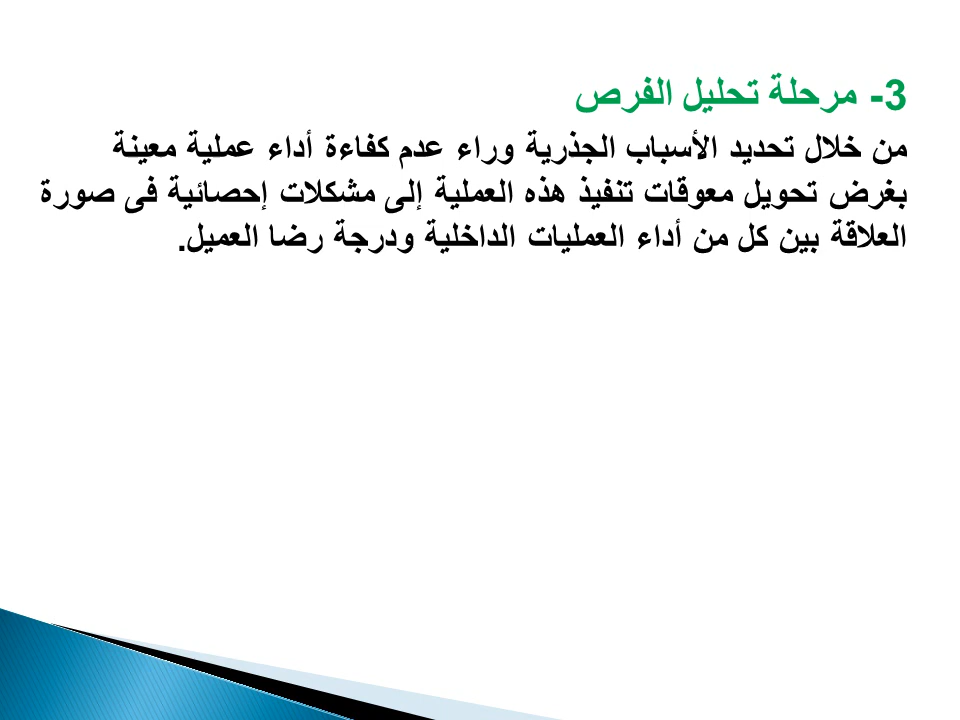 3- مرحلة تحليل الفرص
من خلال تحديد الأسباب الجذرية وراء عدم كفاءة أداء عملية معينة
بغرض تحويل معوقات تنفيذ هذه العملية إلى مشكلات إحصائية فى صورة
العلاقة بين كل من أداء العمليات الداخلية ودرجة رضا العميل.